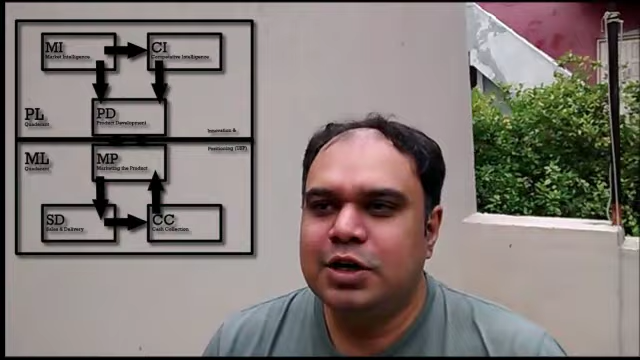 MI
Market Intelligence
CI
Competative Intelligence
PL
Quadrant
PD
Product Development
Innovation &
Positioning (USP)
ML
Quadrant
MP
Marketing the Product
SD
Sales & Delivery
CC
Cash Collection